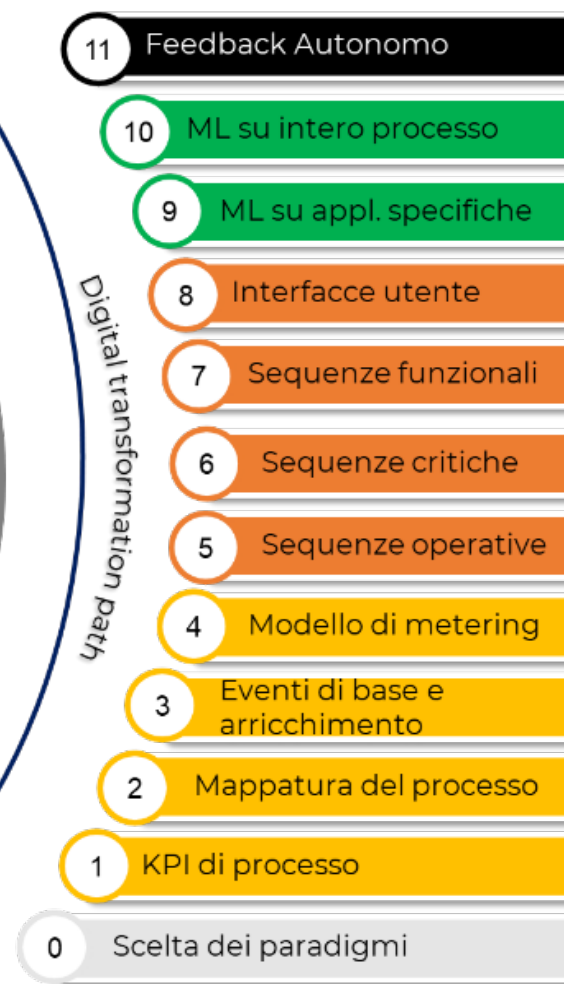 11 Feedback Autonomo
10 ML su intero processo
9 ML su appl. specifiche
8 Interfacce utente
7 Sequenze funzionali
6 Sequenze critiche
5 Sequenze operative
4 Modello di metering
3 Eventi di base e
arricchimento
2 Mappatura del processo
1 KPI di processo
0 Scelta dei paradigmi
Digital transformation path